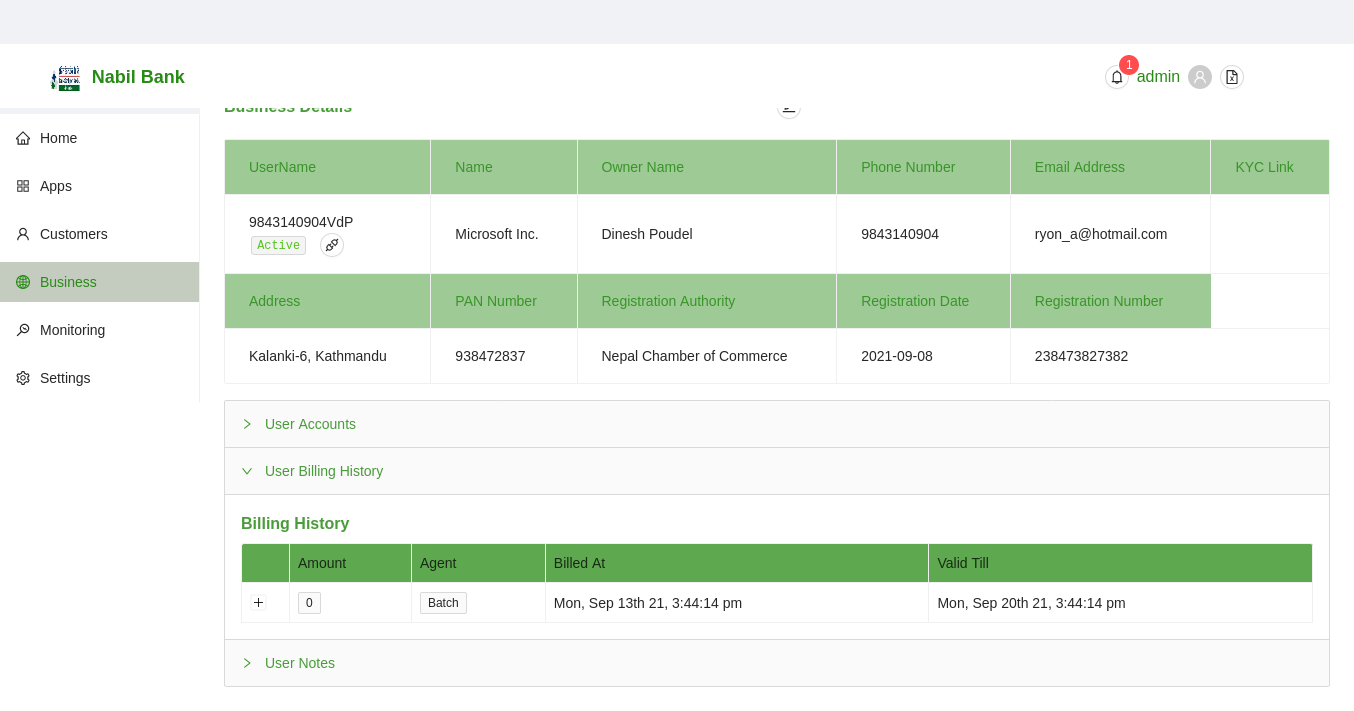 Nabil Bank
1
admin
Business Details
Home
Apps
Customers
Business
Monitoring
Settings
UserName Name Owner Name Phone Number Email Address KYC Link
9843140904VdP
Active
Microsoft Inc. Dinesh Poudel 9843140904 ryon_a@hotmail.com
Address PAN Number Registration Authority Registration Date Registration Number
Kalanki-6, Kathmandu 938472837 Nepal Chamber of Commerce 2021-09-08 238473827382
User Accounts
User Billing History
Billing History
Amount Agent Billed At Valid Till
0 Batch Mon, Sep 13th 21, 3:44:14 pm Mon, Sep 20th 21, 3:44:14 pm
User Notes